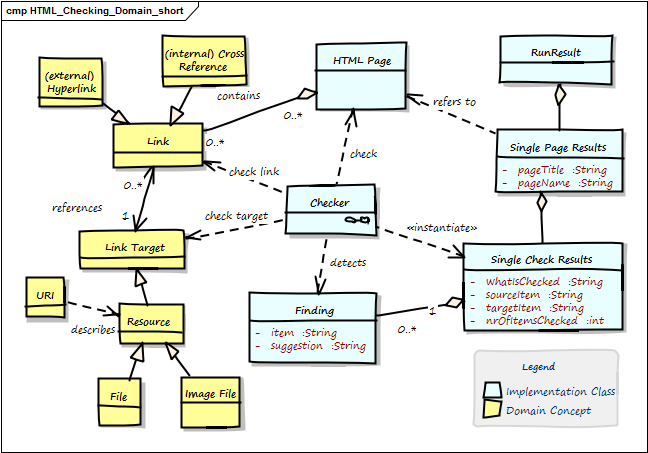 cmp HTML_Checking_Domain_short
(external)
Hyperlink
(internal) Cross
Reference
HTML Page
RunResult
contains
0..*
0..*
refers to
Link
Single Page Results
- pageTitle :String
- pageName :String
check
check link
0..*
references
1
Checker
check target
«instantiate»
Link Target
detects
Single Check Results
- whatIsChecked :String
- sourceItem :String
- targetItem :String
- nrOfItemsChecked :int
URI
describes
Resource
Finding
- item :String
- suggestion :String
1
0..*
File
Image File
Legend
Implementation Class
Domain Concept